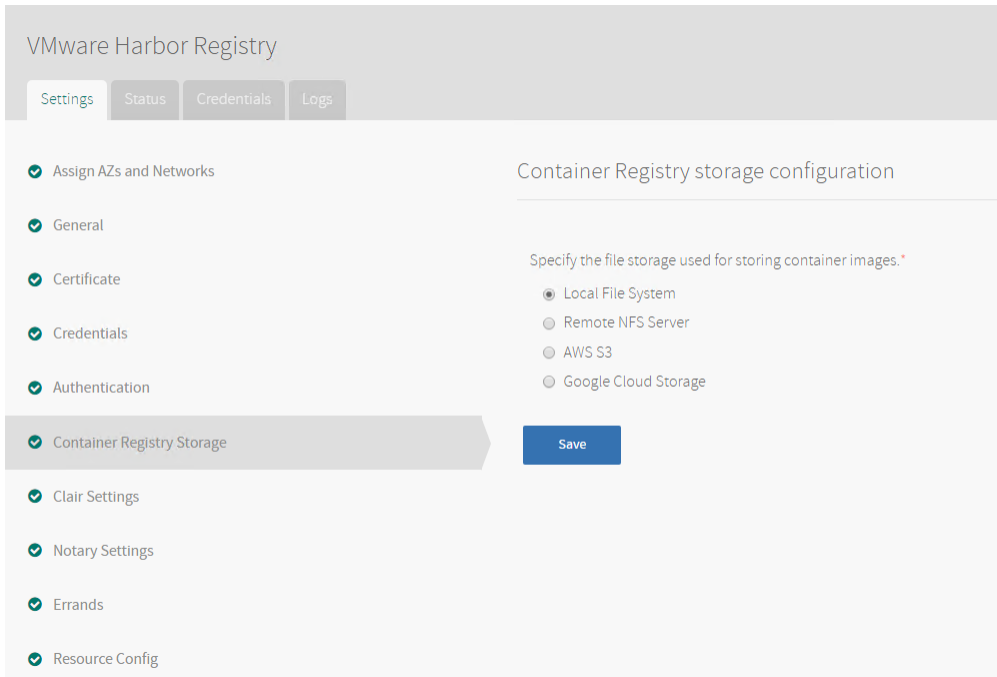 VMware Harbor Registry
Settings
Status
Credentials
Logs
Assign AZs and Networks
General
Certificate
Credentials
Authentication
Container Registry Storage
Clair Settings
Notary Settings
Errands
Resource Config
Container Registry storage configuration
Specify the file storage used for storing container images.*
Local File System
Remote NFS Server
AWS S3
Google Cloud Storage
Save